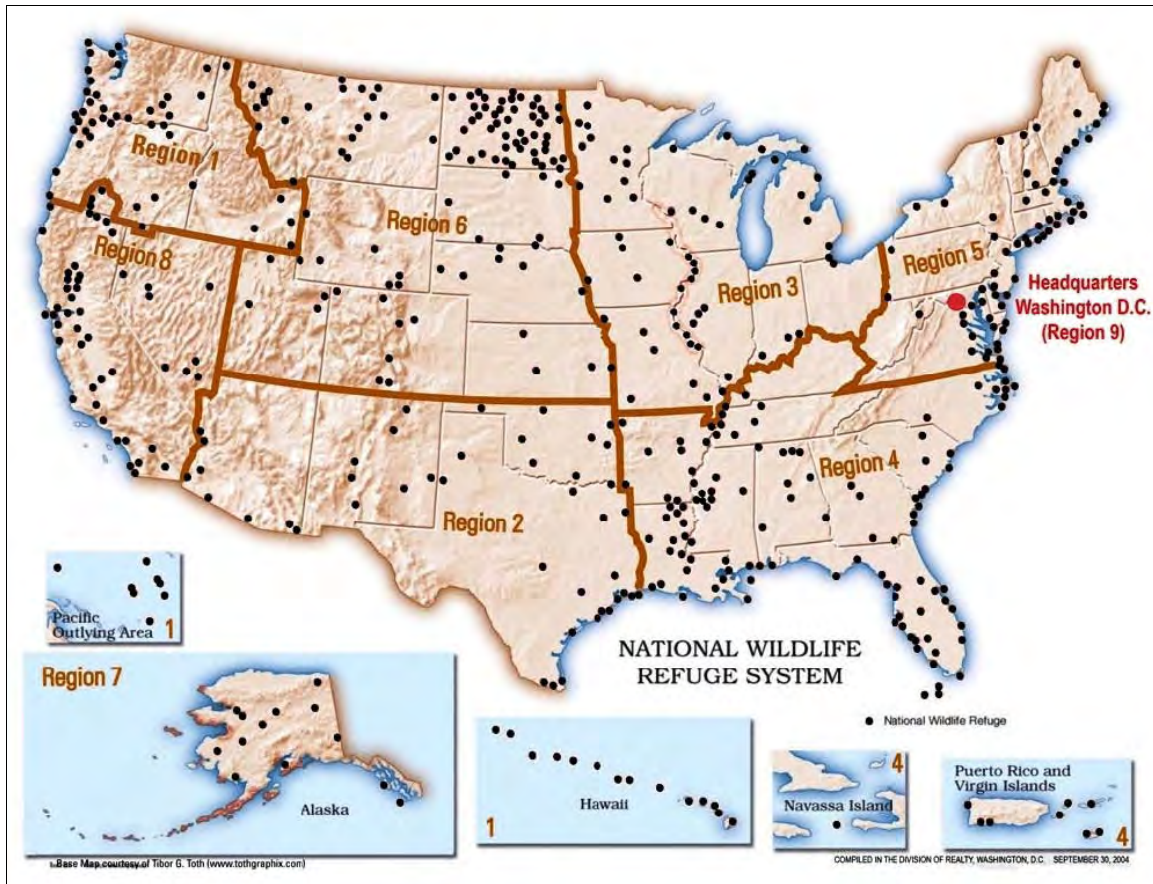 Region 1
Region 6
Region 8
Region 5
Region 3
Headquarters
Washington D.C.
(Region 9)
Region 4
Region 2
Pacific
Outlying Area
1
NATIONAL WILDLIFE
REFUGE SYSTEM
Region 7
National Wildlife Refuge
Alaska
Hawaii
1
4
Navassa Island
Puerto Rico and
Virgin Islands
4
Base Map courtesy of Tibor G. Toth (www.tothgraphix.com)
COMPILED IN THE DIVISION OF REALTY, WASHINGTON, D.C. SEPTEMBER 30, 2004